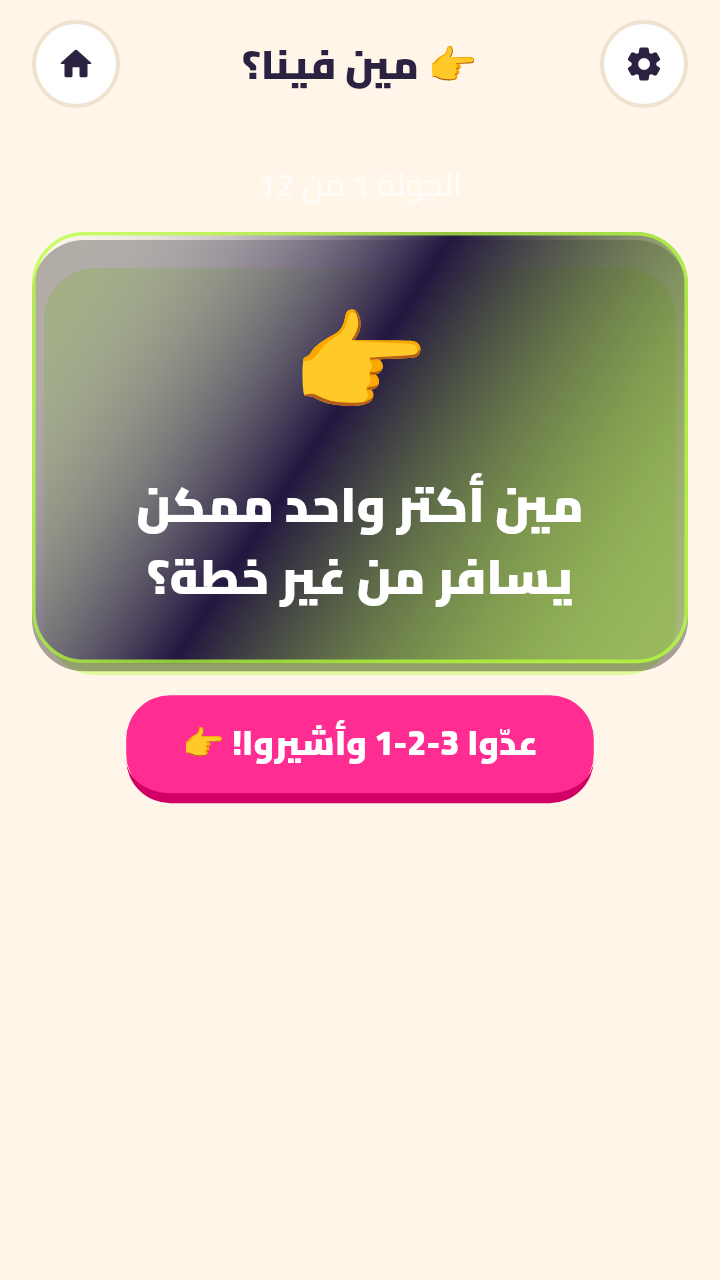 👉 مين فينا؟
الجولة 1 من 12
مين أكتر واحد ممكن
يسافر من غير خطة؟
عدّوا 3-2-1 وأشيروا! 👉